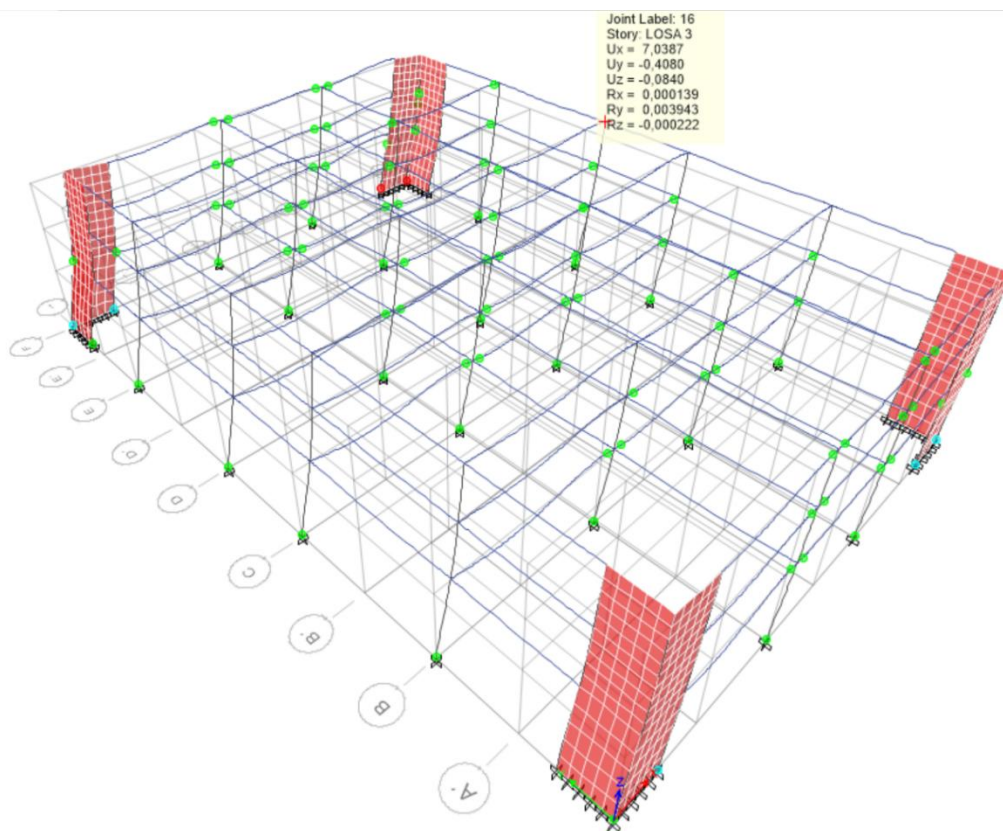 Joint Label: 16
Story: LOSA 3
Ux = 7,0387
Uy = -0,4080
Uz = -0,0840
Rx = 0,000139
Ry = 0,003943
Rz = -0,000222
E
D
C
B'
B
A'
Z